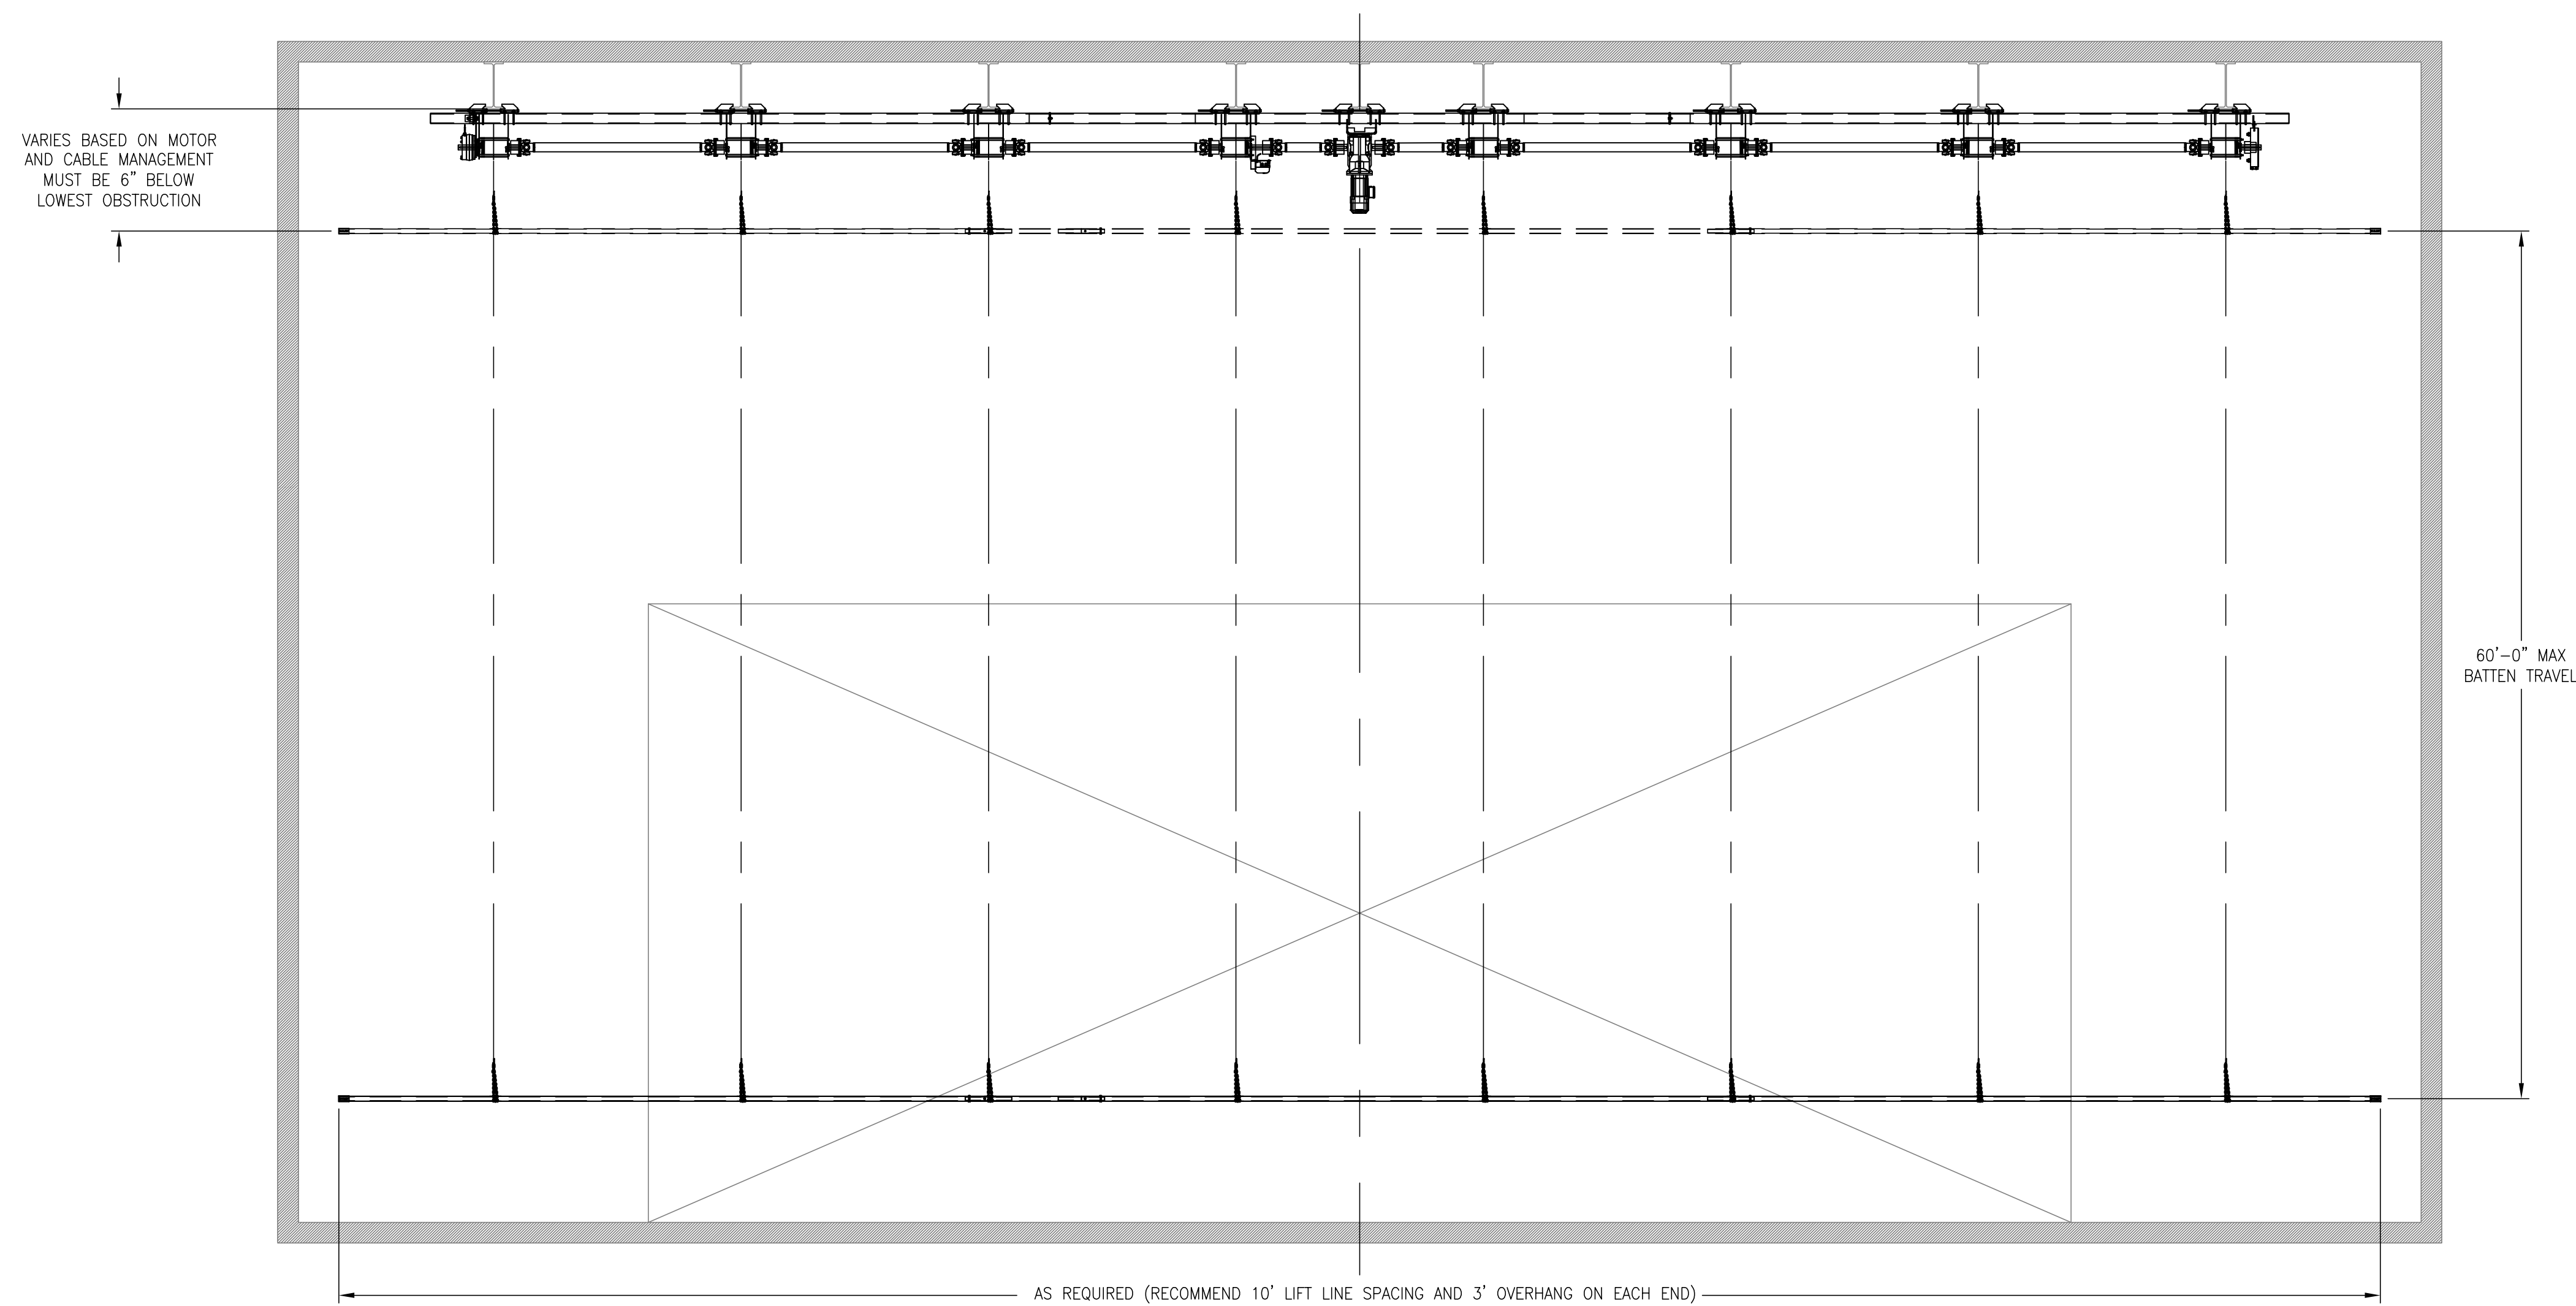 VARIES BASED ON MOTOR
AND CABLE MANAGEMENT
MUST BE 6" BELOW
LOWEST OBSTRUCTION
60'-0" MAX
BATTEN TRAVEL
AS REQUIRED (RECOMMEND 10' LIFT LINE SPACING AND 3' OVERHANG ON EACH END)